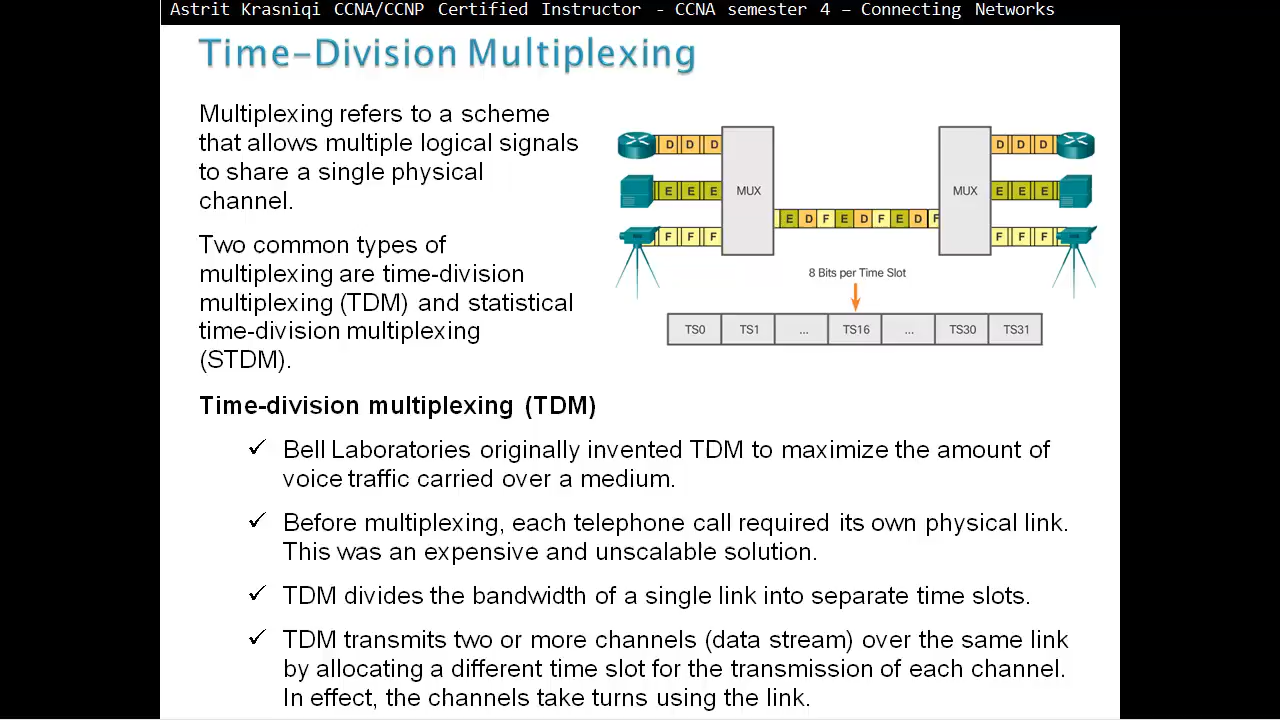 Astrit Krasniqi CCNA/CCNP Certified Instructor - CCNA semester 4 – Connecting Networks
Time-Division Multiplexing
Multiplexing refers to a scheme
that allows multiple logical signals
to share a single physical
channel.
Two common types of
multiplexing are time-division
multiplexing (TDM) and statistical
time-division multiplexing
(STDM).
D D D
E E E
F F F
MUX
E D F E D F E D F
MUX
D D D
E E E
F F F
8 Bits per Time Slot
TS0 TS1 ... TS16 ... TS30 TS31
Time-division multiplexing (TDM)
✓ Bell Laboratories originally invented TDM to maximize the amount of
voice traffic carried over a medium.
✓ Before multiplexing, each telephone call required its own physical link.
This was an expensive and unscalable solution.
✓ TDM divides the bandwidth of a single link into separate time slots.
✓ TDM transmits two or more channels (data stream) over the same link
by allocating a different time slot for the transmission of each channel.
In effect, the channels take turns using the link.